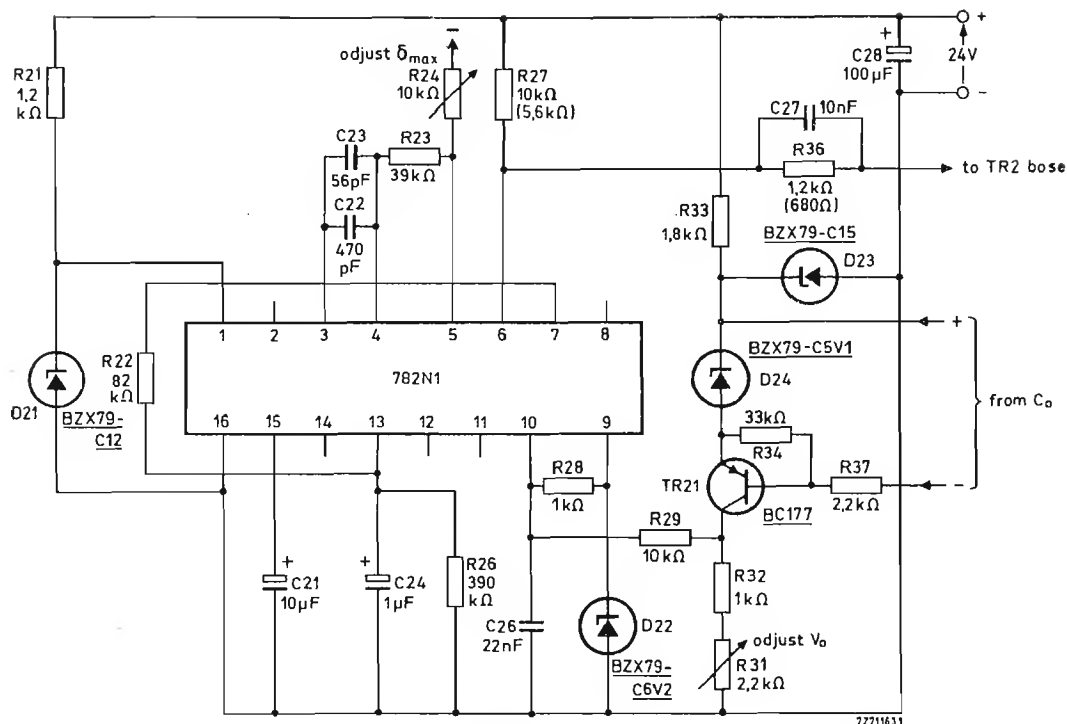 +
24V
−
C28
100µF
+
R21
1,2
kΩ
adjust δmax
R24
10kΩ
R27
10kΩ
(5,6kΩ)
C27
10nF
R36
1,2kΩ
(680Ω)
to TR2 bose
C23
56pF
R23
39kΩ
C22
470
pF
R33
1,8kΩ
BZX79-C15
D23
1
2
3
4
5
6
7
8
782N1
16
15
14
13
12
11
10
9
R22
82
kΩ
D21
BZX79-
C12
BZX79-C5V1
D24
+
from Co
−
33kΩ
R34
R37
2,2kΩ
TR21
BC177
R28
1kΩ
R29
10kΩ
+
C21
10µF
+
C24
1µF
R26
390
kΩ
C26
22nF
D22
BZX79-
C6V2
R32
1kΩ
adjust Vo
R31
2,2kΩ
7Z71163.1